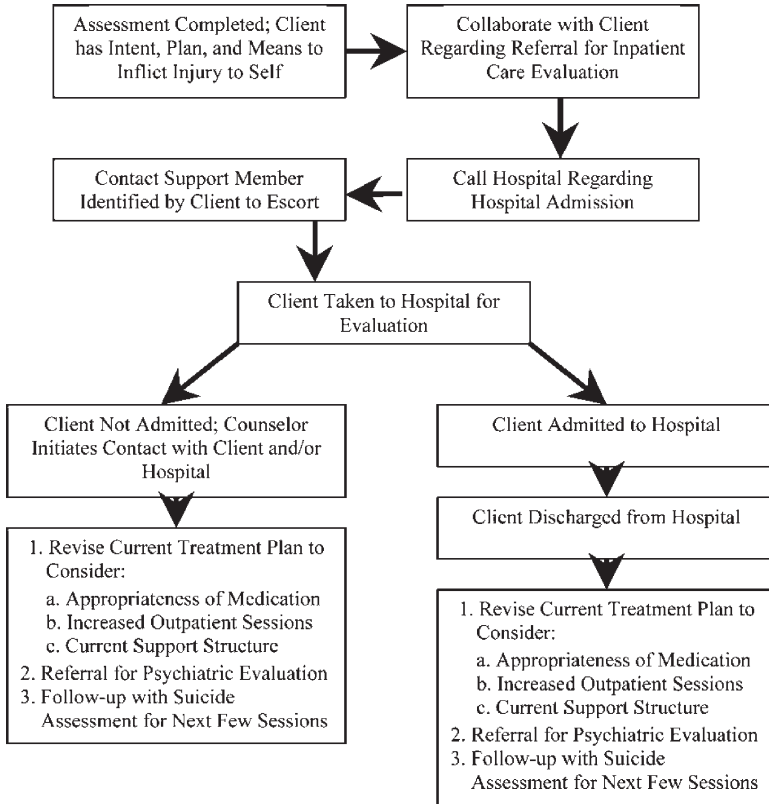 Assessment Completed; Client
has Intent, Plan, and Means to
Inflict Injury to Self
Collaborate with Client
Regarding Referral for Inpatient
Care Evaluation
Call Hospital Regarding
Hospital Admission
Contact Support Member
Identified by Client to Escort
Client Taken to Hospital for
Evaluation
Client Not Admitted; Counselor
Initiates Contact with Client and/or
Hospital
1. Revise Current Treatment Plan to
Consider:
a. Appropriateness of Medication
b. Increased Outpatient Sessions
c. Current Support Structure
2. Referral for Psychiatric Evaluation
3. Follow-up with Suicide
Assessment for Next Few Sessions
Client Admitted to Hospital
Client Discharged from Hospital
1. Revise Current Treatment Plan to
Consider:
a. Appropriateness of Medication
b. Increased Outpatient Sessions
c. Current Support Structure
2. Referral for Psychiatric Evaluation
3. Follow-up with Suicide
Assessment for Next Few Sessions